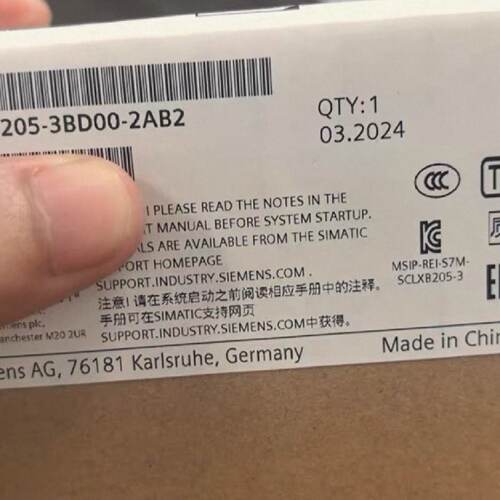 205-3BD00-2AB2
QTY:1
03.2024
! PLEASE READ THE NOTES IN THE
MANUAL BEFORE SYSTEM STARTUP.
ARE AVAILABLE FROM THE SIMATIC
HOMEPAGE
SUPPORT.INDUSTRY.SIEMENS.COM.
注意! 请在系统启动之前阅读相应手册中的注释。
手册可在SIMATIC支持网页
SUPPORT.INDUSTRY.SIEMENS.COM中获得。
plc.
M20 2UR
CCC
MSIP-REI-S7M-
SCLXB205-3
AG, 76181 Karlsruhe, Germany
Made in